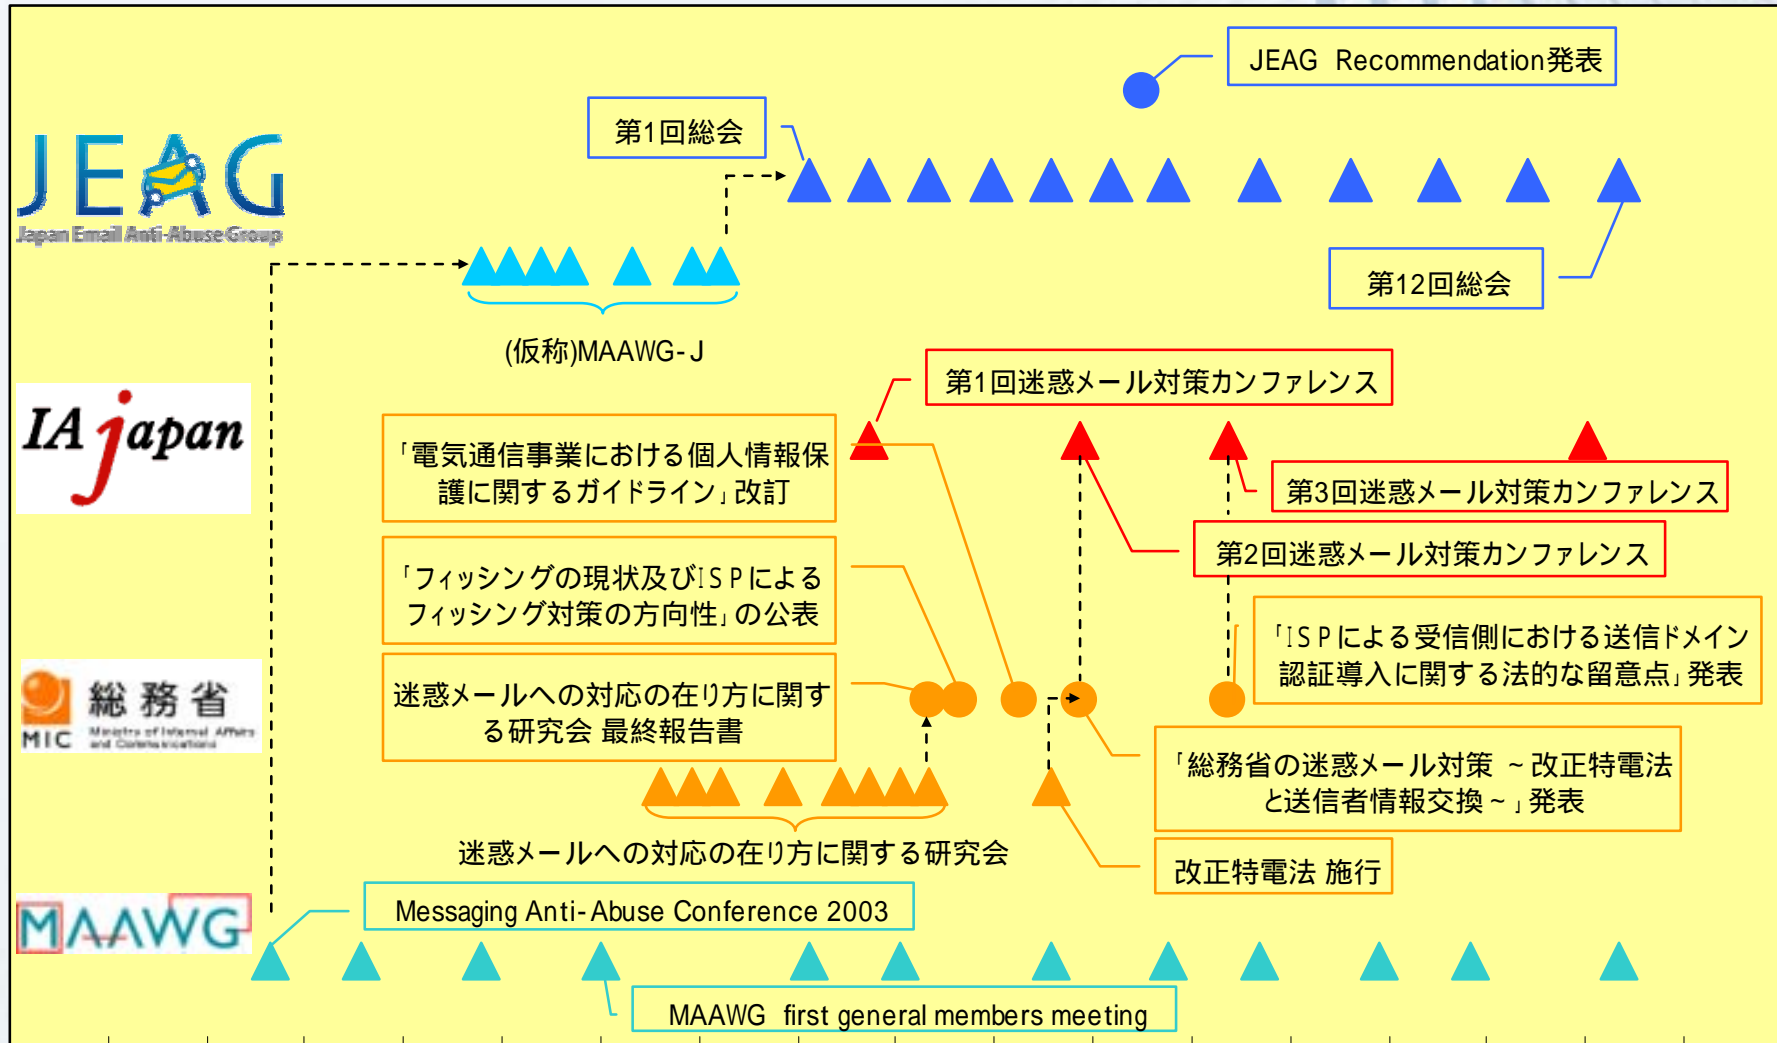 JEAG Recommendation発表
第1回総会
JEAG
Japan Email Anti-Abuse Group
第12回総会
(仮称)MAAWG-J
第1回迷惑メール対策カンファレンス
IAjapan
「電気通信事業における個人情報保
護に関するガイドライン」改訂
第3回迷惑メール対策カンファレンス
第2回迷惑メール対策カンファレンス
「フィッシングの現状及びISPによる
フィッシング対策の方向性」の公表
「ISPによる受信側における送信ドメイン
認証導入に関する法的な留意点」発表
総務省
MIC Ministry of Internal Affairs
and Communications
迷惑メールへの対応の在り方に関す
る研究会 最終報告書
「総務省の迷惑メール対策 ~改正特電法
と送信者情報交換~」発表
迷惑メールへの対応の在り方に関する研究会
改正特電法 施行
MAAWG
Messaging Anti-Abuse Conference 2003
MAAWG first general members meeting